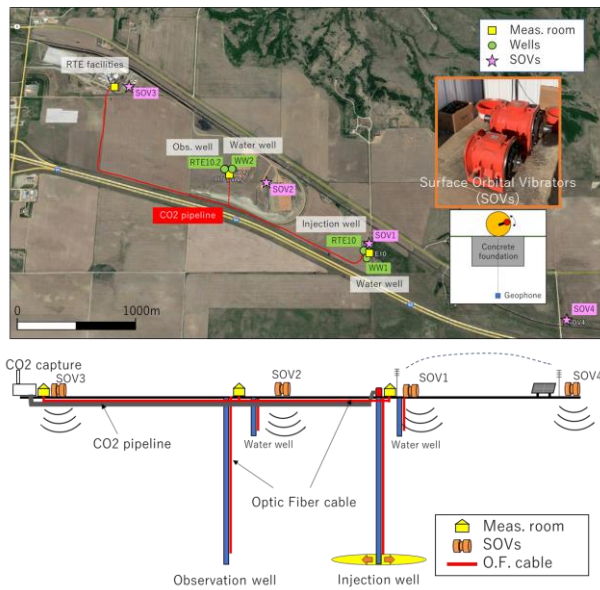 Meas. room
Wells
SOVs
RTE facilities
SOV3
Obs. well
Water well
RTE10.2
WW2
SOV2
CO2 pipeline
Injection well
RTE10
SOV1
E10
WW1
Water well
SOV4
Surface Orbital Vibrators
(SOVs)
Concrete
foundation
Geophone
0
1000m
CO2 capture
SOV3
SOV2
SOV1
SOV4
CO2 pipeline
Water well
Water well
Optic Fiber cable
Observation well
Injection well
Meas. room
SOVs
O.F. cable